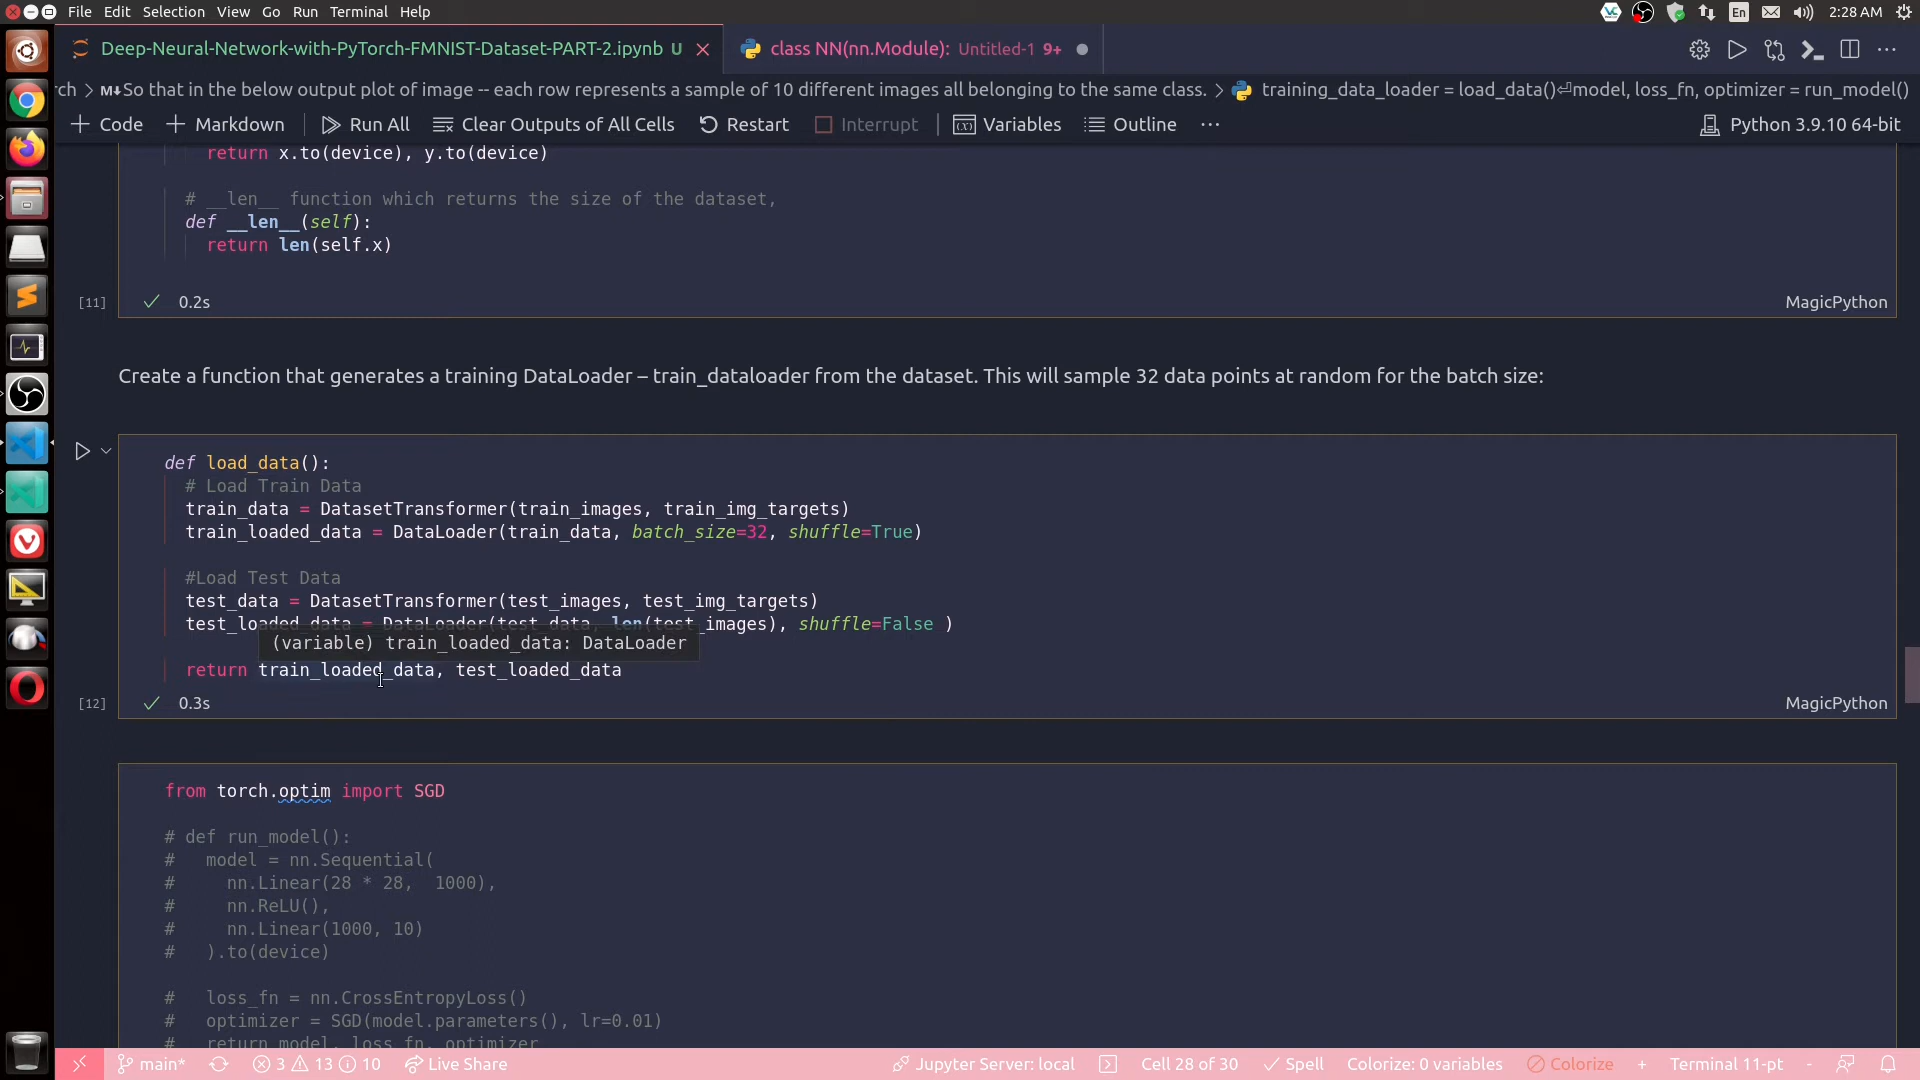 File Edit Selection View Go Run Terminal Help
En 2:28 AM
Deep-Neural-Network-with-PyTorch-FMNIST-Dataset-PART-2.ipynb U
class NN(nn.Module): Untitled-1 9+
rch > M↓So that in the below output plot of image -- each row represents a sample of 10 different images all belonging to the same class. > training_data_loader = load_data()⏎model, loss_fn, optimizer = run_model()
+ Code + Markdown Run All Clear Outputs of All Cells Restart Interrupt Variables Outline ··· Python 3.9.10 64-bit
return x.to(device), y.to(device)
# __len__ function which returns the size of the dataset,
def __len__(self):
return len(self.x)
[11] 0.2s MagicPython
Create a function that generates a training DataLoader – train_dataloader from the dataset. This will sample 32 data points at random for the batch size:
def load_data():
# Load Train Data
train_data = DatasetTransformer(train_images, train_img_targets)
train_loaded_data = DataLoader(train_data, batch_size=32, shuffle=True)
#Load Test Data
test_data = DatasetTransformer(test_images, test_img_targets)
test_loaded_data = DataLoader(test_data, len(test_images), shuffle=False )
(variable) train_loaded_data: DataLoader
return train_loaded_data, test_loaded_data
[12] 0.3s MagicPython
from torch.optim import SGD
# def run_model():
#   model = nn.Sequential(
#     nn.Linear(28 * 28,  1000),
#     nn.ReLU(),
#     nn.Linear(1000, 10)
#   ).to(device)
#   loss_fn = nn.CrossEntropyLoss()
#   optimizer = SGD(model.parameters(), lr=0.01)
#   return model, loss_fn, optimizer
main* 3 13 10 Live Share Jupyter Server: local Cell 28 of 30 Spell Colorize: 0 variables Colorize + Terminal 11-pt -